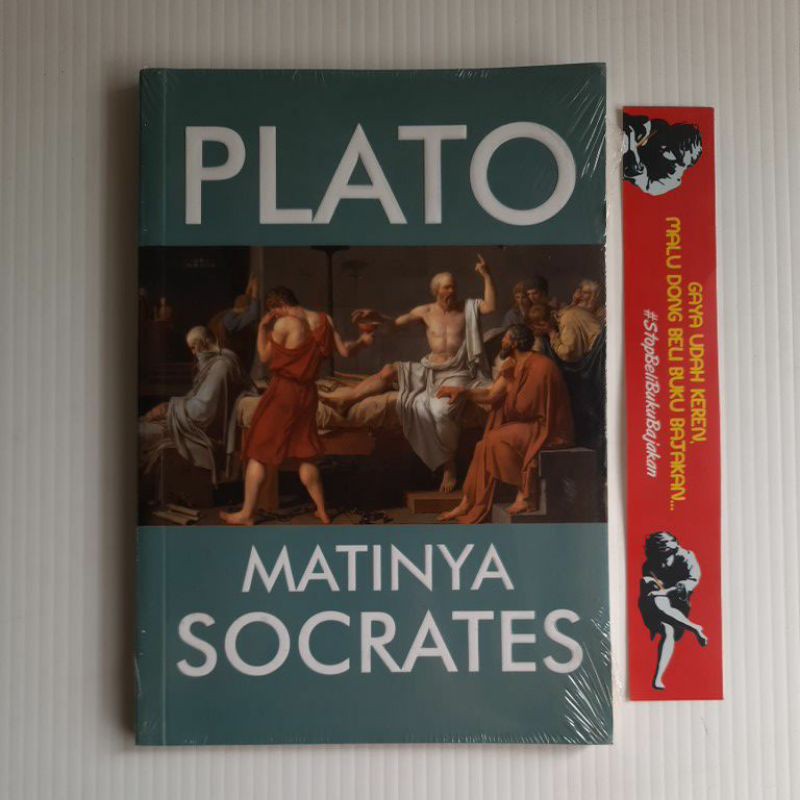 PLATO
MATINYA
SOCRATES
GAYA UDAH KEREN,
MALU DONG BELI BUKU BAJAKAN...
#StopBeliBukuBajakan